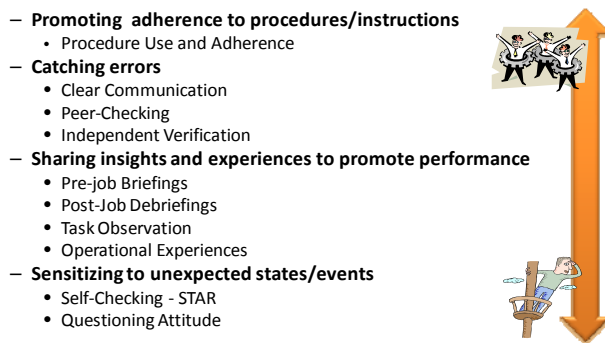 – Promoting adherence to procedures/instructions
• Procedure Use and Adherence
– Catching errors
• Clear Communication
• Peer-Checking
• Independent Verification
– Sharing insights and experiences to promote performance
• Pre-job Briefings
• Post-Job Debriefings
• Task Observation
• Operational Experiences
– Sensitizing to unexpected states/events
• Self-Checking - STAR
• Questioning Attitude